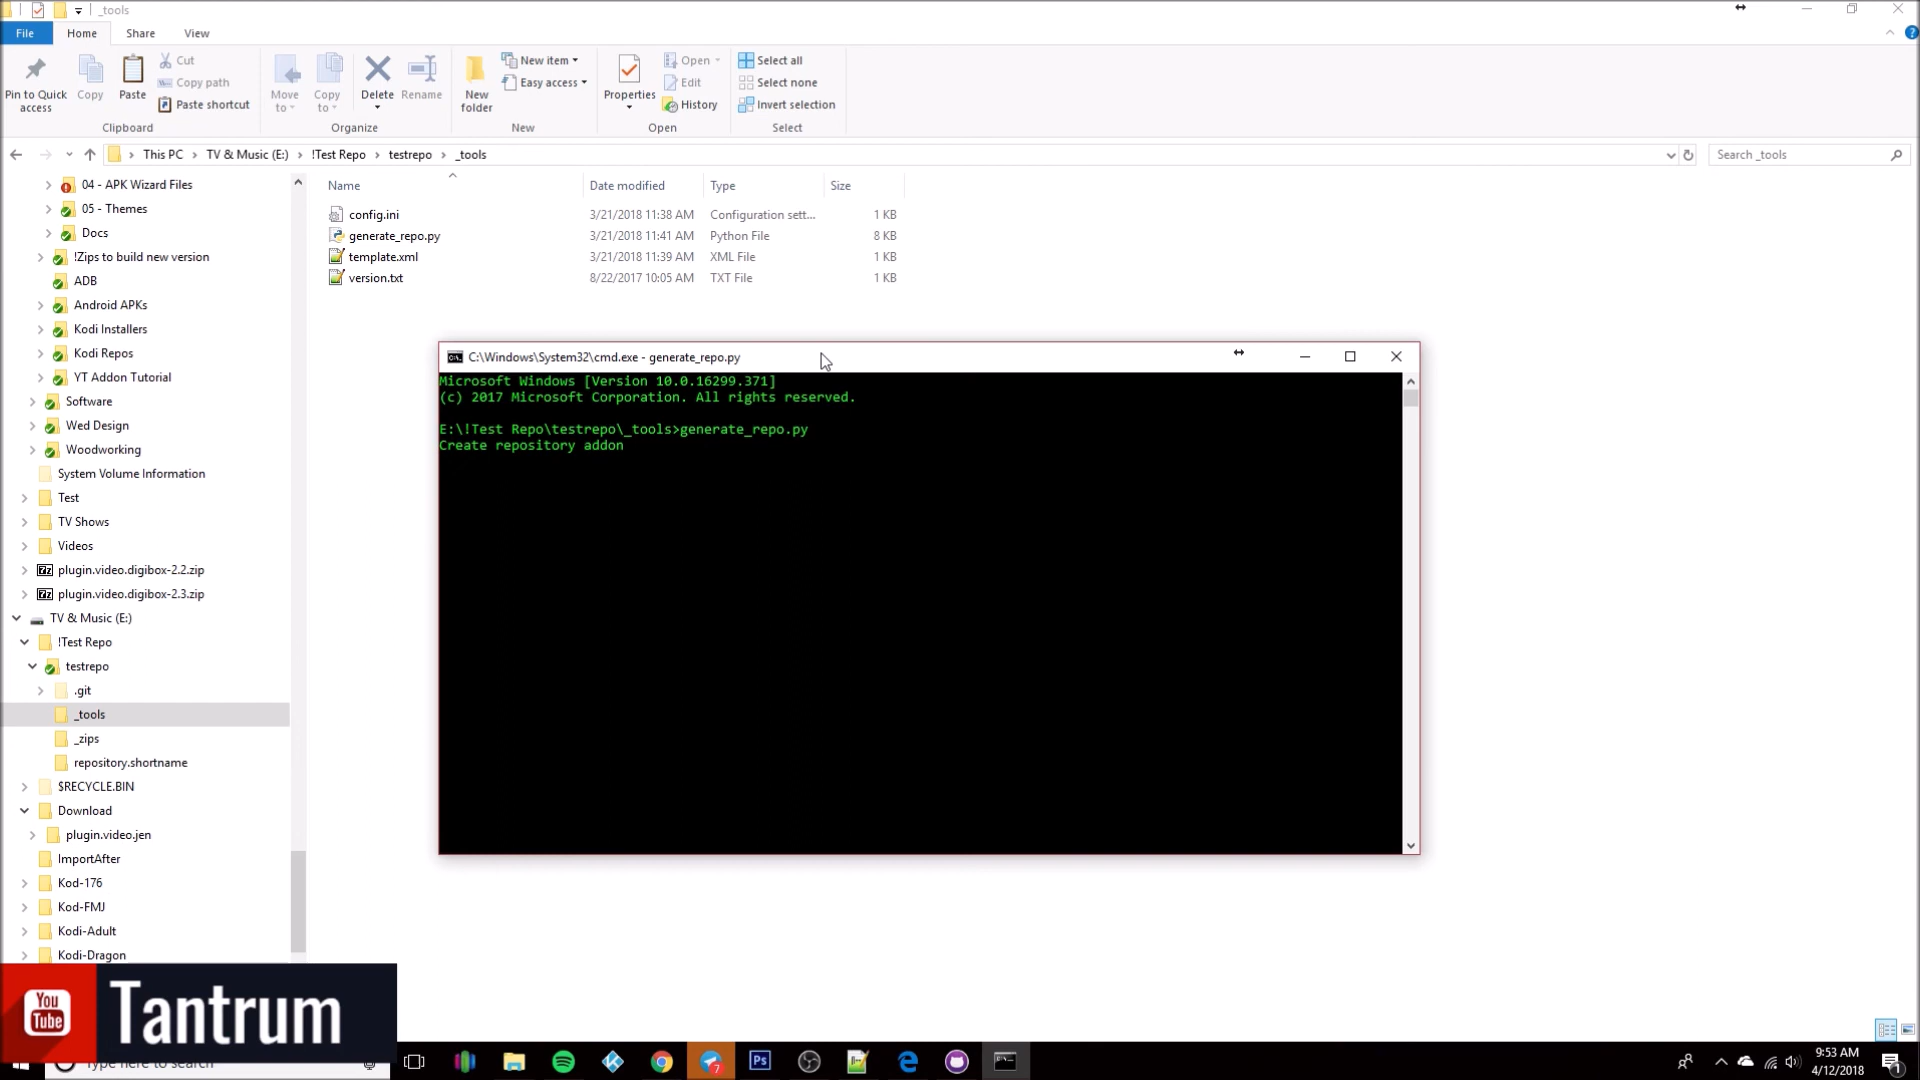 _tools
File Home Share View
Pin to Quick access
Copy
Paste
Cut
Copy path
Paste shortcut
Clipboard
Move to
Copy to
Delete
Rename
Organize
New folder
New item
Easy access
New
Properties
Open
Edit
History
Open
Select all
Select none
Invert selection
Select
This PC > TV & Music (E:) > !Test Repo > testrepo > _tools
Search _tools
Name Date modified Type Size
config.ini 3/21/2018 11:38 AM Configuration sett... 1 KB
generate_repo.py 3/21/2018 11:41 AM Python File 8 KB
template.xml 3/21/2018 11:39 AM XML File 1 KB
version.txt 8/22/2017 10:05 AM TXT File 1 KB
04 - APK Wizard Files
05 - Themes
Docs
!Zips to build new version
ADB
Android APKs
Kodi Installers
Kodi Repos
YT Addon Tutorial
Software
Wed Design
Woodworking
System Volume Information
Test
TV Shows
Videos
plugin.video.digibox-2.2.zip
plugin.video.digibox-2.3.zip
TV & Music (E:)
!Test Repo
testrepo
.git
_tools
_zips
repository.shortname
$RECYCLE.BIN
Download
plugin.video.jen
ImportAfter
Kod-176
Kod-FMJ
Kodi-Adult
Kodi-Dragon
C:\Windows\System32\cmd.exe - generate_repo.py
Microsoft Windows [Version 10.0.16299.371]
(c) 2017 Microsoft Corporation. All rights reserved.
E:\!Test Repo\testrepo\_tools>generate_repo.py
Create repository addon
You Tube
Tantrum
Type here to search
7
Ps
9:53 AM
4/12/2018
1